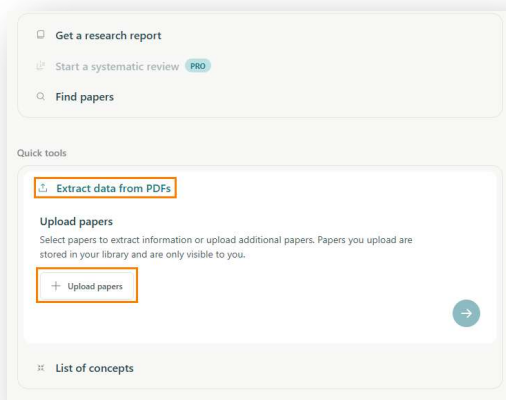 Get a research report
Start a systematic review PRO
Find papers
Quick tools
Extract data from PDFs
Upload papers
Select papers to extract information or upload additional papers. Papers you upload are
stored in your library and are only visible to you.
Upload papers
List of concepts